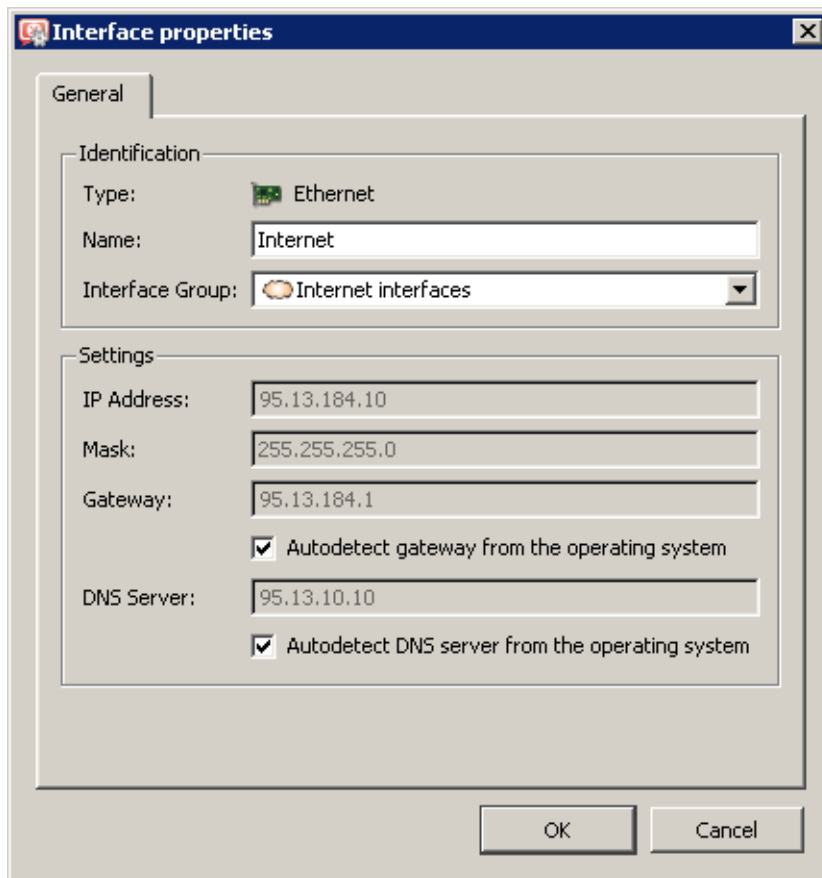 Interface properties
General
Identification
Type: Ethernet
Name: Internet
Interface Group: Internet interfaces
Settings
IP Address: 95.13.184.10
Mask: 255.255.255.0
Gateway: 95.13.184.1
Autodetect gateway from the operating system
DNS Server: 95.13.10.10
Autodetect DNS server from the operating system
OK Cancel